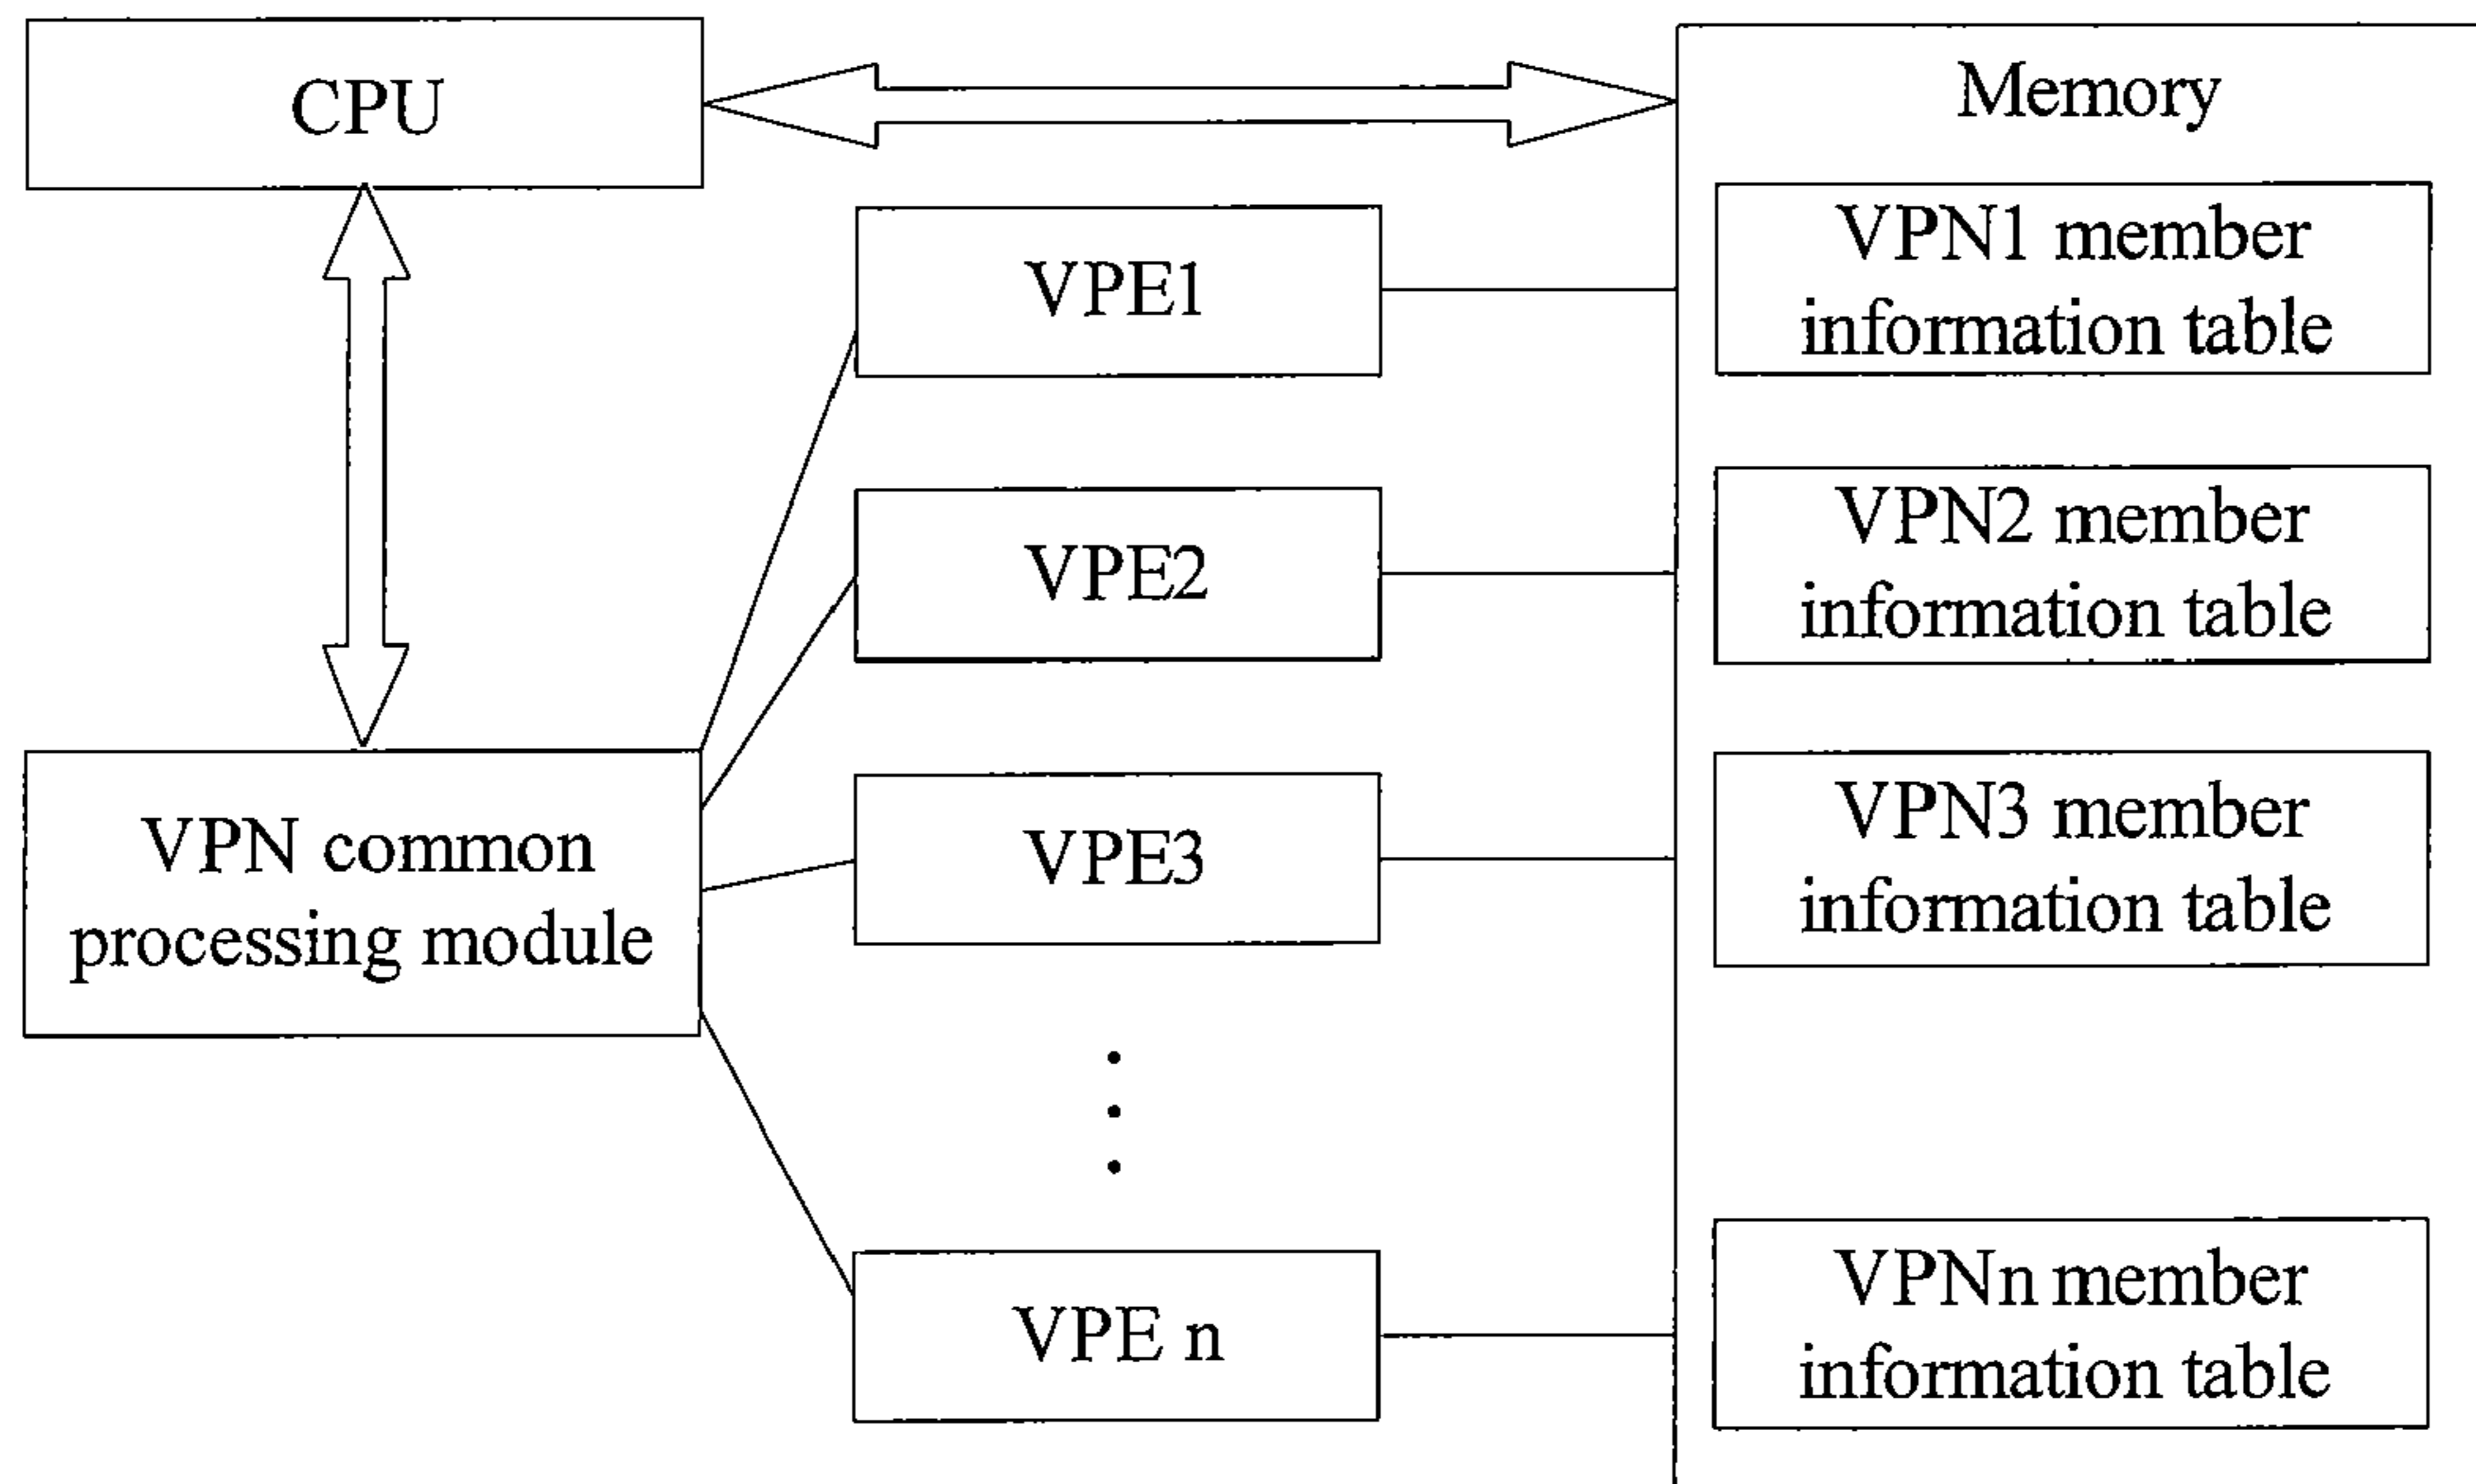 CPU
Memory
VPE1
VPN1 member
information table
VPE2
VPN2 member
information table
VPN common
processing module
VPE3
VPN3 member
information table
VPE n
VPNn member
information table